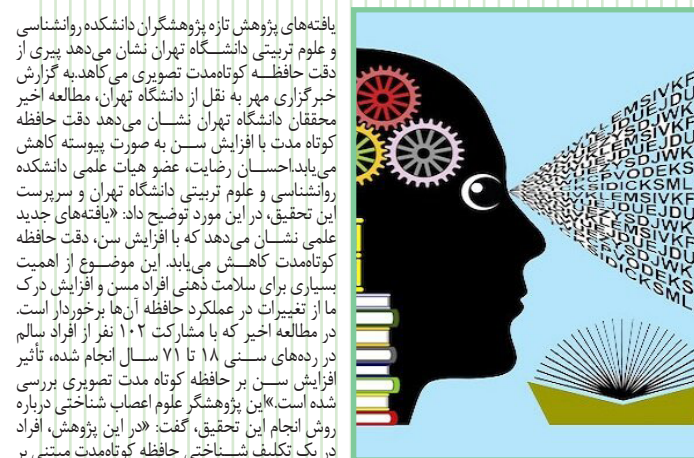 یافته‌های پژوهش تازه پژوهشگران دانشکده روانشناسی
و علوم تربیتی دانشگاه تهران نشان می‌دهد پیری از
دقت حافظه کوتاه‌مدت تصویری می‌کاهد.به گزارش
خبرگزاری مهر به نقل از دانشگاه تهران، مطالعه اخیر
محققان دانشگاه تهران نشان می‌دهد دقت حافظه
کوتاه مدت با افزایش سن به صورت پیوسته کاهش
می‌یابد.احسان رضایت، عضو هیات علمی دانشکده
روانشناسی و علوم تربیتی دانشگاه تهران و سرپرست
این تحقیق، در این مورد توضیح داد: «یافته‌های جدید
علمی نشان می‌دهد که با افزایش سن، دقت حافظه
کوتاه‌مدت کاهش می‌یابد. این موضوع از اهمیت
بسیاری برای سلامت ذهنی افراد مسن و افزایش درک
ما از تغییرات در عملکرد حافظه آن‌ها برخوردار است.
در مطالعه اخیر که با مشارکت ۱۰۲ نفر از افراد سالم
در رده‌های سنی ۱۸ تا ۷۱ سال انجام شده، تأثیر
افزایش سن بر حافظه کوتاه مدت تصویری بررسی
شده است.»این پژوهشگر علوم اعصاب شناختی درباره
روش انجام این تحقیق، گفت: «در این پژوهش، افراد
در یک تکلیف شناختی حافظه کوتاه‌مدت مبتنی بر